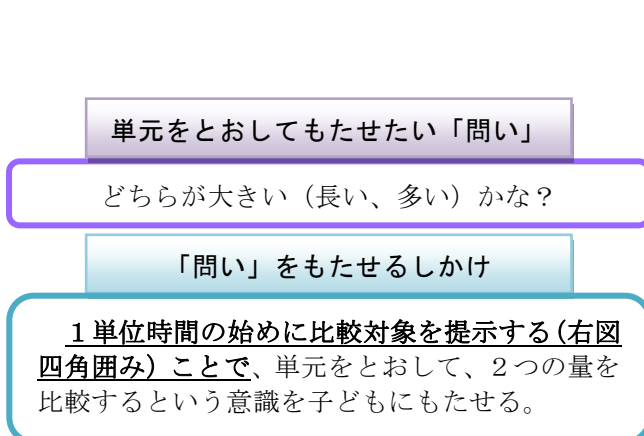 単元をとおしてもたせたい「問い」
どちらが大きい（長い、多い）かな？
「問い」をもたせるしかけ
１単位時間の始めに比較対象を提示する(右図
四角囲み）ことで、単元をとおして、２つの量を
比較するという意識を子どもにもたせる。